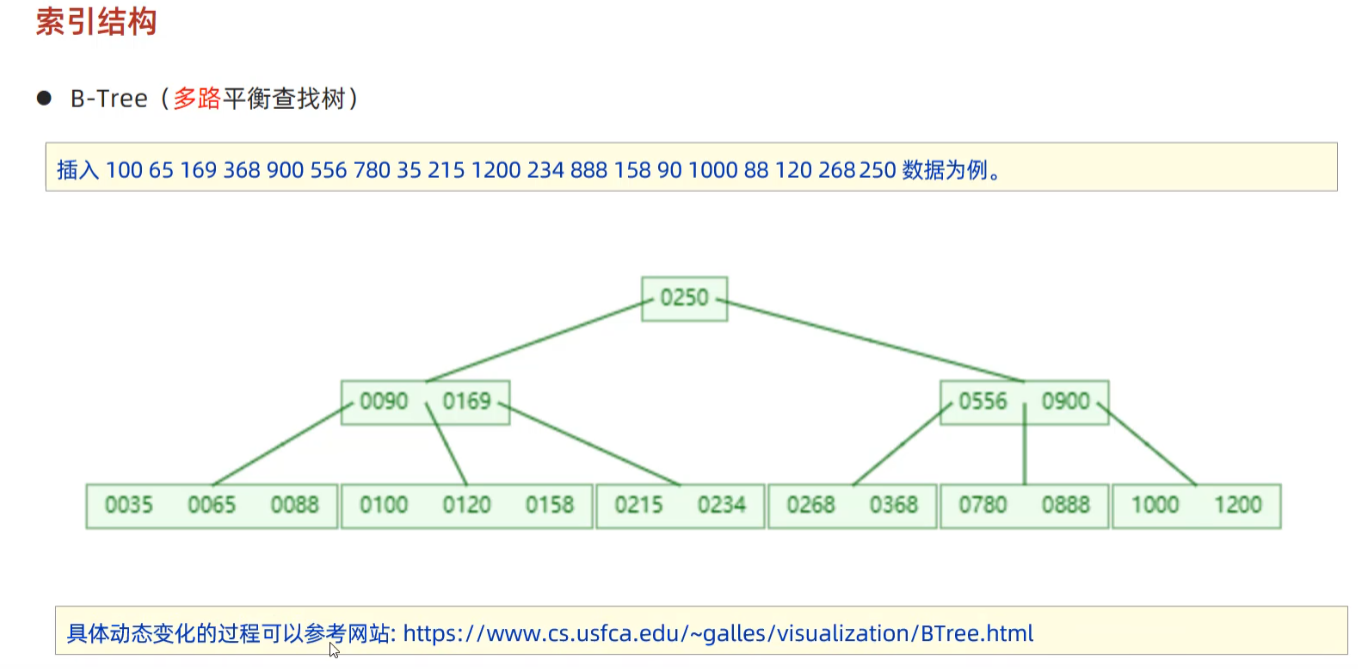 索引结构
● B-Tree（多路平衡查找树）
插入 100 65 169 368 900 556 780 35 215 1200 234 888 158 90 1000 88 120 268 250 数据为例。
0250
0090 0169 0556 0900
0035 0065 0088 0100 0120 0158 0215 0234 0268 0368 0780 0888 1000 1200
具体动态变化的过程可以参考网站: https://www.cs.usfca.edu/~galles/visualization/BTree.html